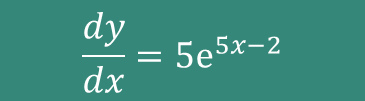 dy/dx = 5e^{5x−2}